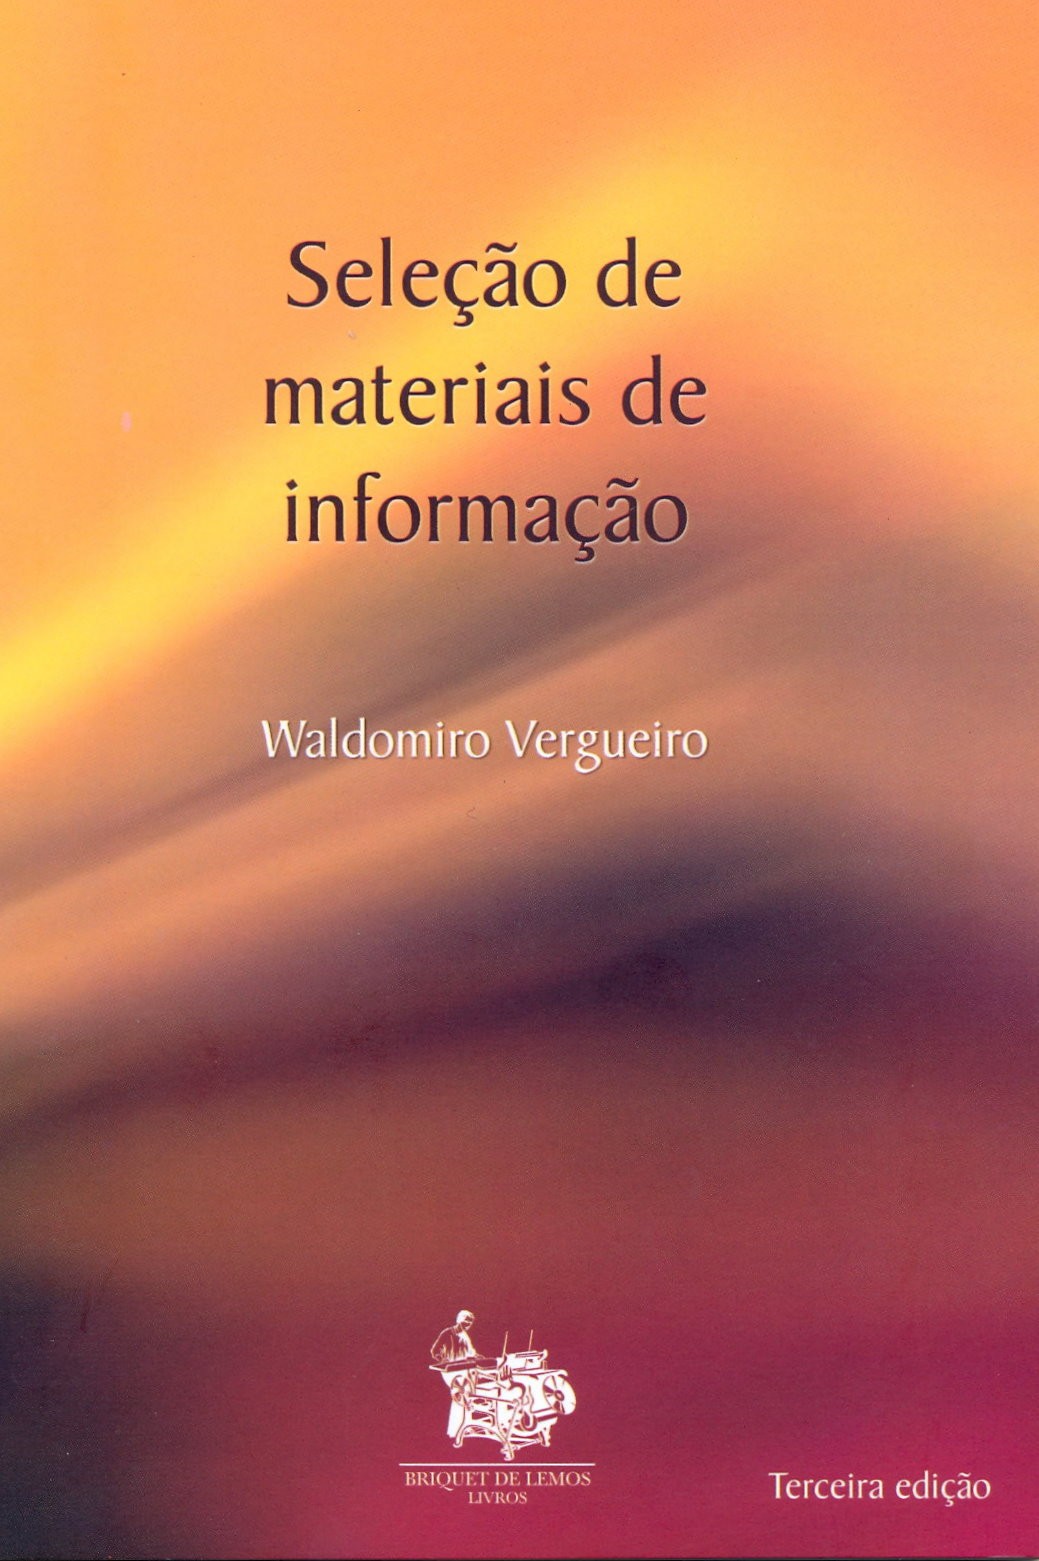 Seleção de
materiais de
informação
Waldomiro Vergueiro
BRIQUET DE LEMOS
LIVROS
Terceira edição